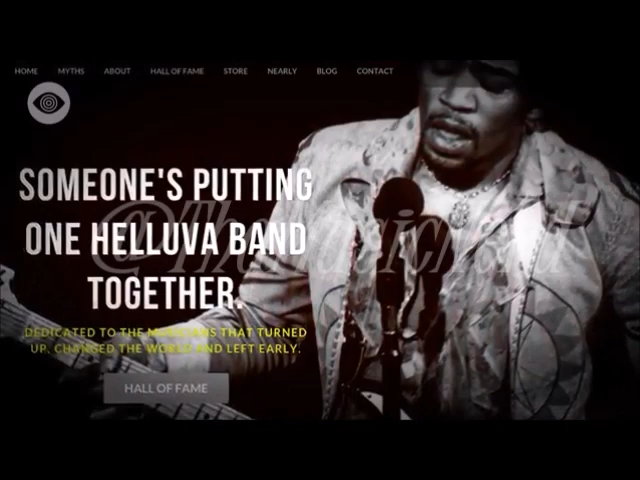 HOME MYTHS ABOUT HALL OF FAME STORE NEARLY BLOG CONTACT
SOMEONE'S PUTTING
ONE HELLUVA BAND
TOGETHER.
DEDICATED TO THE MUSICIANS THAT TURNED
UP, CHANGED THE WORLD AND LEFT EARLY.
HALL OF FAME